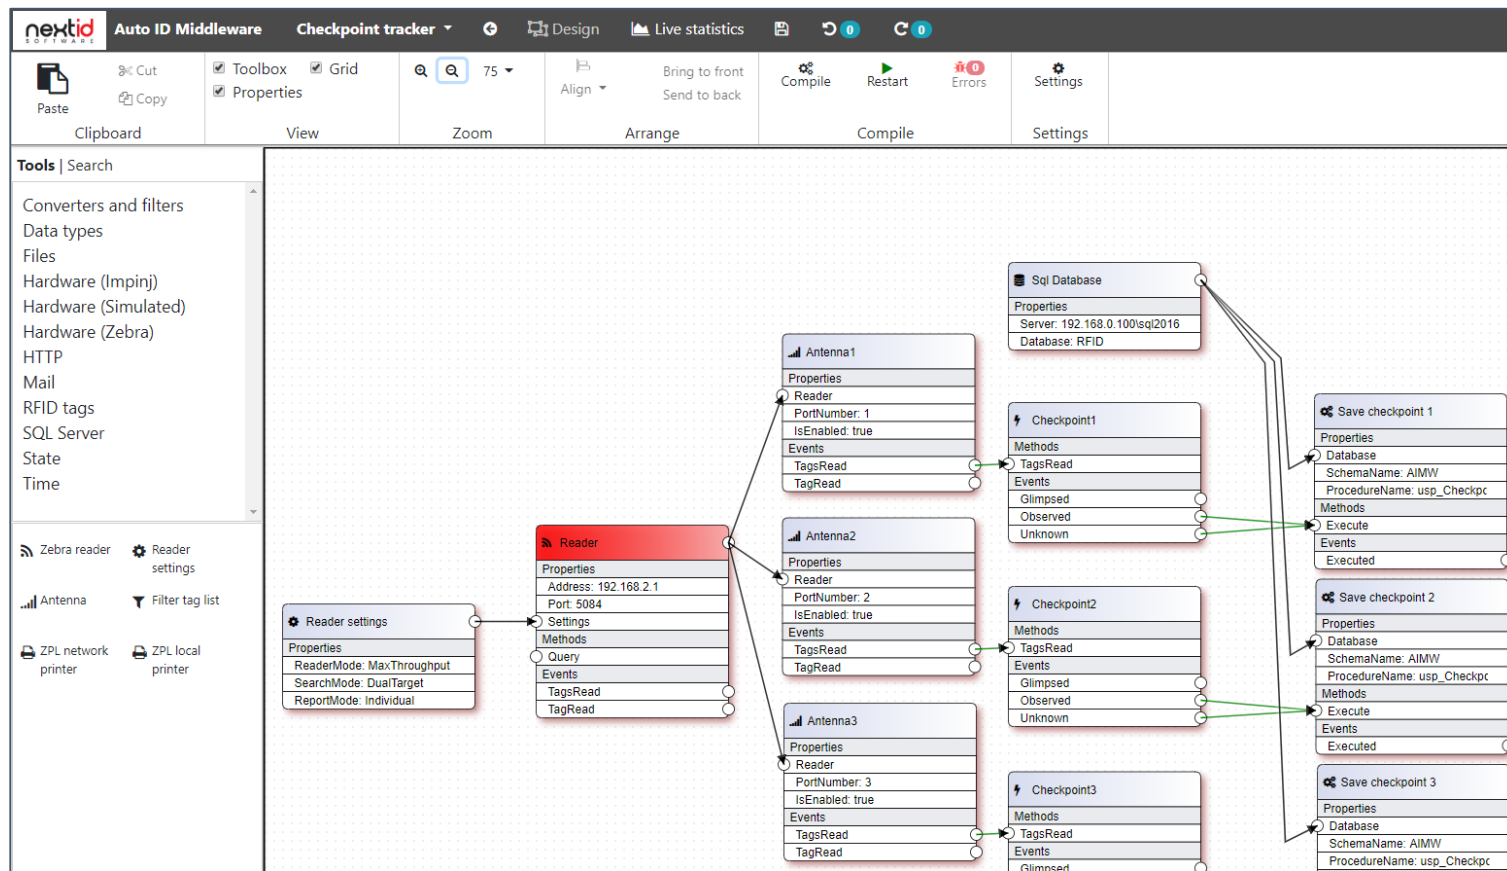 nextid
SOFTWARE
Auto ID Middleware
Checkpoint tracker
Design
Live statistics
0
0
Paste
Cut
Copy
Clipboard
Toolbox
Grid
Properties
View
75
Zoom
Align
Bring to front
Send to back
Arrange
Compile
Restart
0
Errors
Compile
Settings
Settings
Tools | Search
Converters and filters
Data types
Files
Hardware (Impinj)
Hardware (Simulated)
Hardware (Zebra)
HTTP
Mail
RFID tags
SQL Server
State
Time
Zebra reader
Reader settings
Antenna
Filter tag list
ZPL network printer
ZPL local printer
Reader settings
Properties
ReaderMode: MaxThroughput
SearchMode: DualTarget
ReportMode: Individual
Reader
Properties
Address: 192.168.2.1
Port: 5084
Settings
Methods
Query
Events
TagsRead
TagRead
Antenna1
Properties
Reader
PortNumber: 1
IsEnabled: true
Events
TagsRead
TagRead
Antenna2
Properties
Reader
PortNumber: 2
IsEnabled: true
Events
TagsRead
TagRead
Antenna3
Properties
Reader
PortNumber: 3
IsEnabled: true
Events
TagsRead
TagRead
Sql Database
Properties
Server: 192.168.0.100\sql2016
Database: RFID
Checkpoint1
Methods
TagsRead
Events
Glimpsed
Observed
Unknown
Checkpoint2
Methods
TagsRead
Events
Glimpsed
Observed
Unknown
Checkpoint3
Methods
TagsRead
Events
Glimpsed
Save checkpoint 1
Properties
Database
SchemaName: AIMW
ProcedureName: usp_Checkpc
Methods
Execute
Events
Executed
Save checkpoint 2
Properties
Database
SchemaName: AIMW
ProcedureName: usp_Checkpc
Methods
Execute
Events
Executed
Save checkpoint 3
Properties
Database
SchemaName: AIMW
ProcedureName: usp_Checkpc